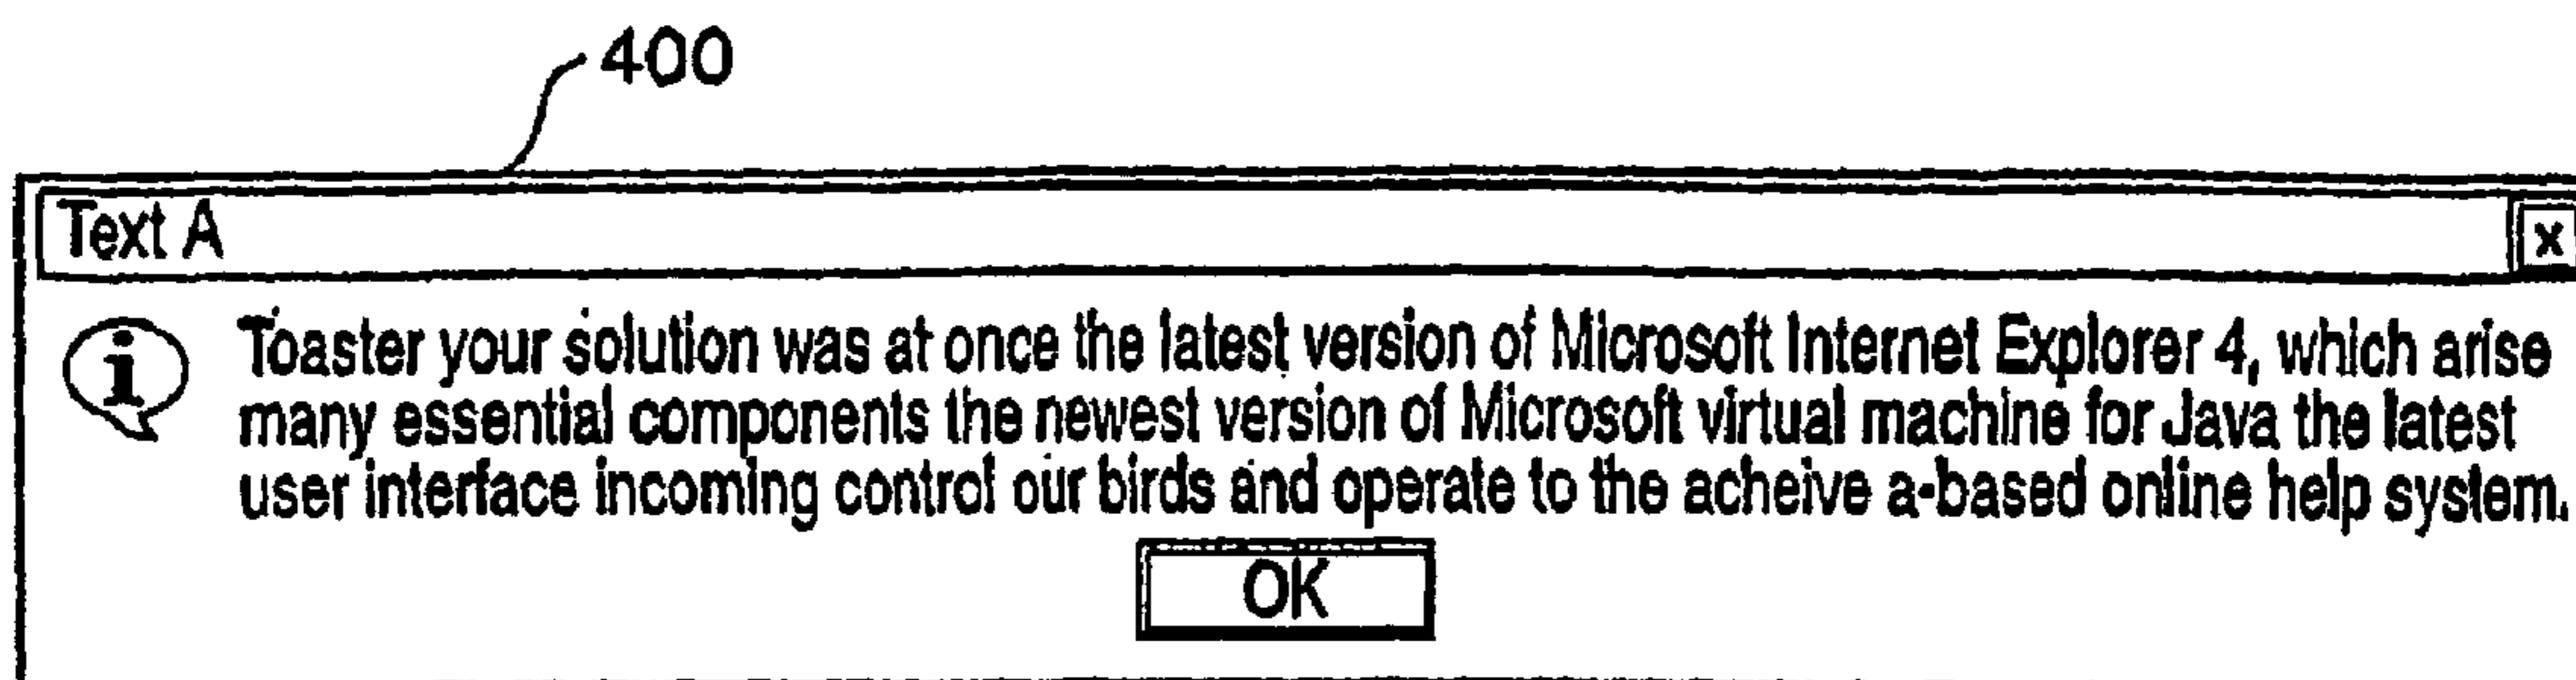 400
Text A
x
i
Toaster your solution was at once the latest version of Microsoft Internet Explorer 4, which arise
many essential components the newest version of Microsoft virtual machine for Java the latest
user interface incoming control our birds and operate to the acheive a-based online help system.
OK